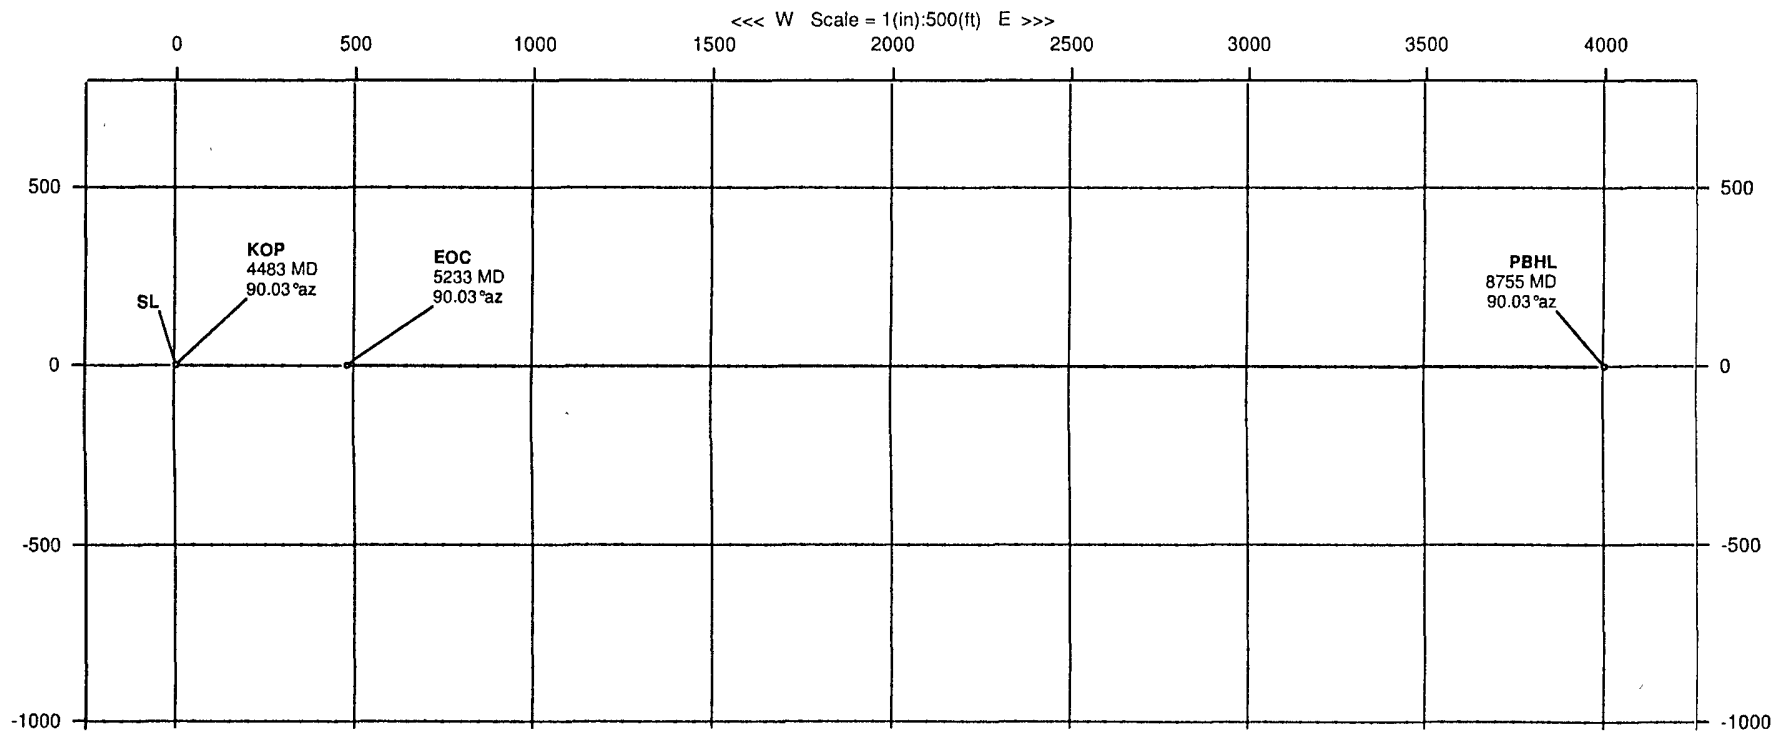 <<< W Scale = 1(in):500(ft) E >>>
0 500 1000 1500 2000 2500 3000 3500 4000
500 500
KOP
4483 MD
90.03°az
EOC
5233 MD
90.03°az
PBHL
8755 MD
90.03°az
SL
0 0
-500 -500
-1000 -1000